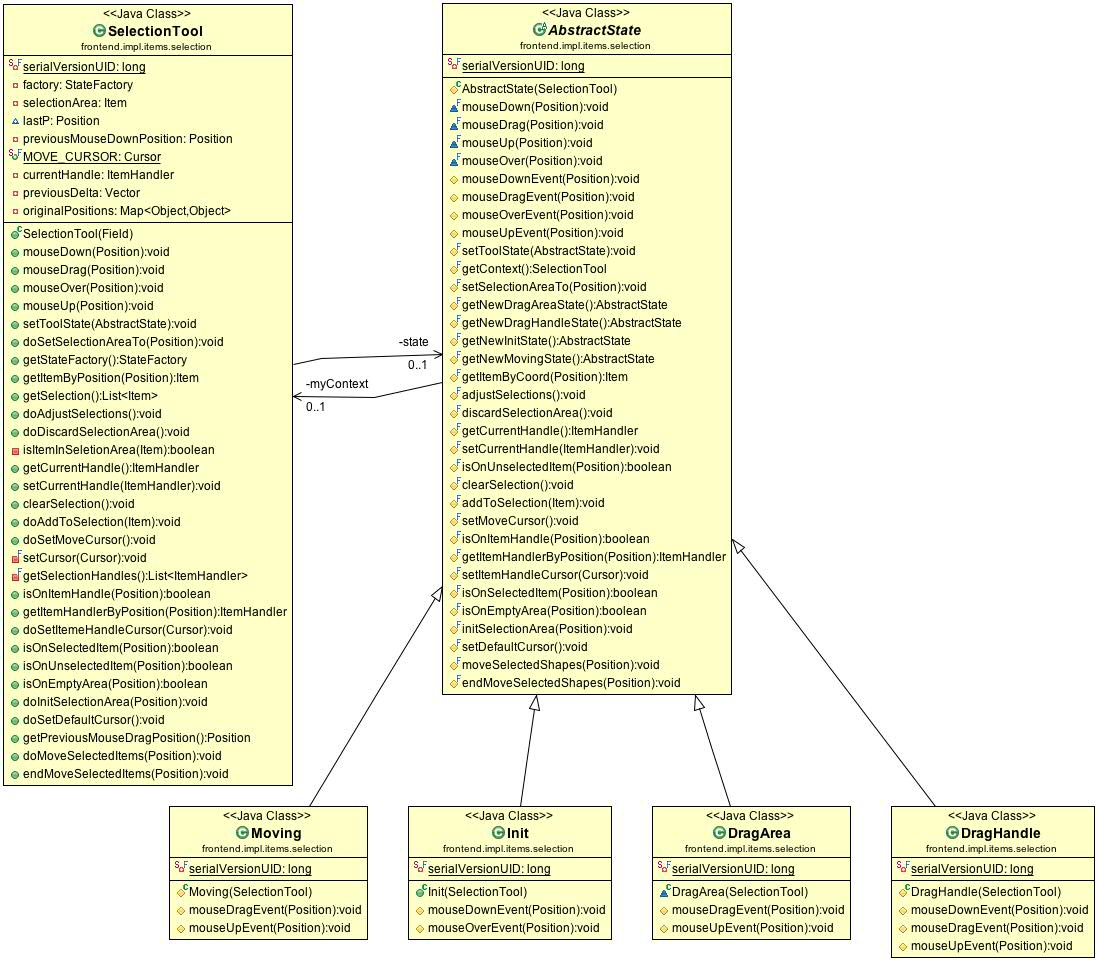 <<Java Class>>
SelectionTool
frontend.impl.items.selection
serialVersionUID: long
factory: StateFactory
selectionArea: Item
lastP: Position
previousMouseDownPosition: Position
MOVE_CURSOR: Cursor
currentHandle: ItemHandler
previousDelta: Vector
originalPositions: Map<Object,Object>
SelectionTool(Field)
mouseDown(Position):void
mouseDrag(Position):void
mouseOver(Position):void
mouseUp(Position):void
setToolState(AbstractState):void
doSetSelectionAreaTo(Position):void
getStateFactory():StateFactory
getItemByPosition(Position):Item
getSelection():List<Item>
doAdjustSelections():void
doDiscardSelectionArea():void
isItemInSeletionArea(Item):boolean
getCurrentHandle():ItemHandler
setCurrentHandle(ItemHandler):void
clearSelection():void
doAddToSelection(Item):void
doSetMoveCursor():void
setCursor(Cursor):void
getSelectionHandles():List<ItemHandler>
isOnItemHandle(Position):boolean
getItemHandlerByPosition(Position):ItemHandler
doSetItemeHandleCursor(Cursor):void
isOnSelectedItem(Position):boolean
isOnUnselectedItem(Position):boolean
isOnEmptyArea(Position):boolean
doInitSelectionArea(Position):void
doSetDefaultCursor():void
getPreviousMouseDragPosition():Position
doMoveSelectedItems(Position):void
endMoveSelectedItems(Position):void
-state
0..1
-myContext
0..1
<<Java Class>>
AbstractState
frontend.impl.items.selection
serialVersionUID: long
AbstractState(SelectionTool)
mouseDown(Position):void
mouseDrag(Position):void
mouseUp(Position):void
mouseOver(Position):void
mouseDownEvent(Position):void
mouseDragEvent(Position):void
mouseOverEvent(Position):void
mouseUpEvent(Position):void
setToolState(AbstractState):void
getContext():SelectionTool
setSelectionAreaTo(Position):void
getNewDragAreaState():AbstractState
getNewDragHandleState():AbstractState
getNewInitState():AbstractState
getNewMovingState():AbstractState
getItemByCoord(Position):Item
adjustSelections():void
discardSelectionArea():void
getCurrentHandle():ItemHandler
setCurrentHandle(ItemHandler):void
isOnUnselectedItem(Position):boolean
clearSelection():void
addToSelection(Item):void
setMoveCursor():void
isOnItemHandle(Position):boolean
getItemHandlerByPosition(Position):ItemHandler
setItemHandleCursor(Cursor):void
isOnSelectedItem(Position):boolean
isOnEmptyArea(Position):boolean
initSelectionArea(Position):void
setDefaultCursor():void
moveSelectedShapes(Position):void
endMoveSelectedShapes(Position):void
<<Java Class>>
Moving
frontend.impl.items.selection
serialVersionUID: long
Moving(SelectionTool)
mouseDragEvent(Position):void
mouseUpEvent(Position):void
<<Java Class>>
Init
frontend.impl.items.selection
serialVersionUID: long
Init(SelectionTool)
mouseDownEvent(Position):void
mouseOverEvent(Position):void
<<Java Class>>
DragArea
frontend.impl.items.selection
serialVersionUID: long
DragArea(SelectionTool)
mouseDragEvent(Position):void
mouseUpEvent(Position):void
<<Java Class>>
DragHandle
frontend.impl.items.selection
serialVersionUID: long
DragHandle(SelectionTool)
mouseDownEvent(Position):void
mouseDragEvent(Position):void
mouseUpEvent(Position):void